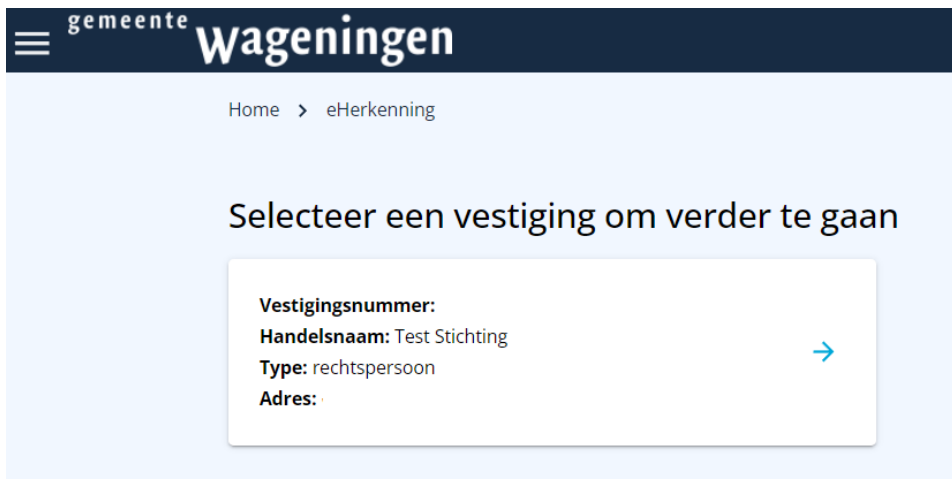 gemeente
Wageningen
Home > eHerkenning
Selecteer een vestiging om verder te gaan
Vestigingsnummer:
Handelsnaam: Test Stichting
Type: rechtspersoon
Adres: